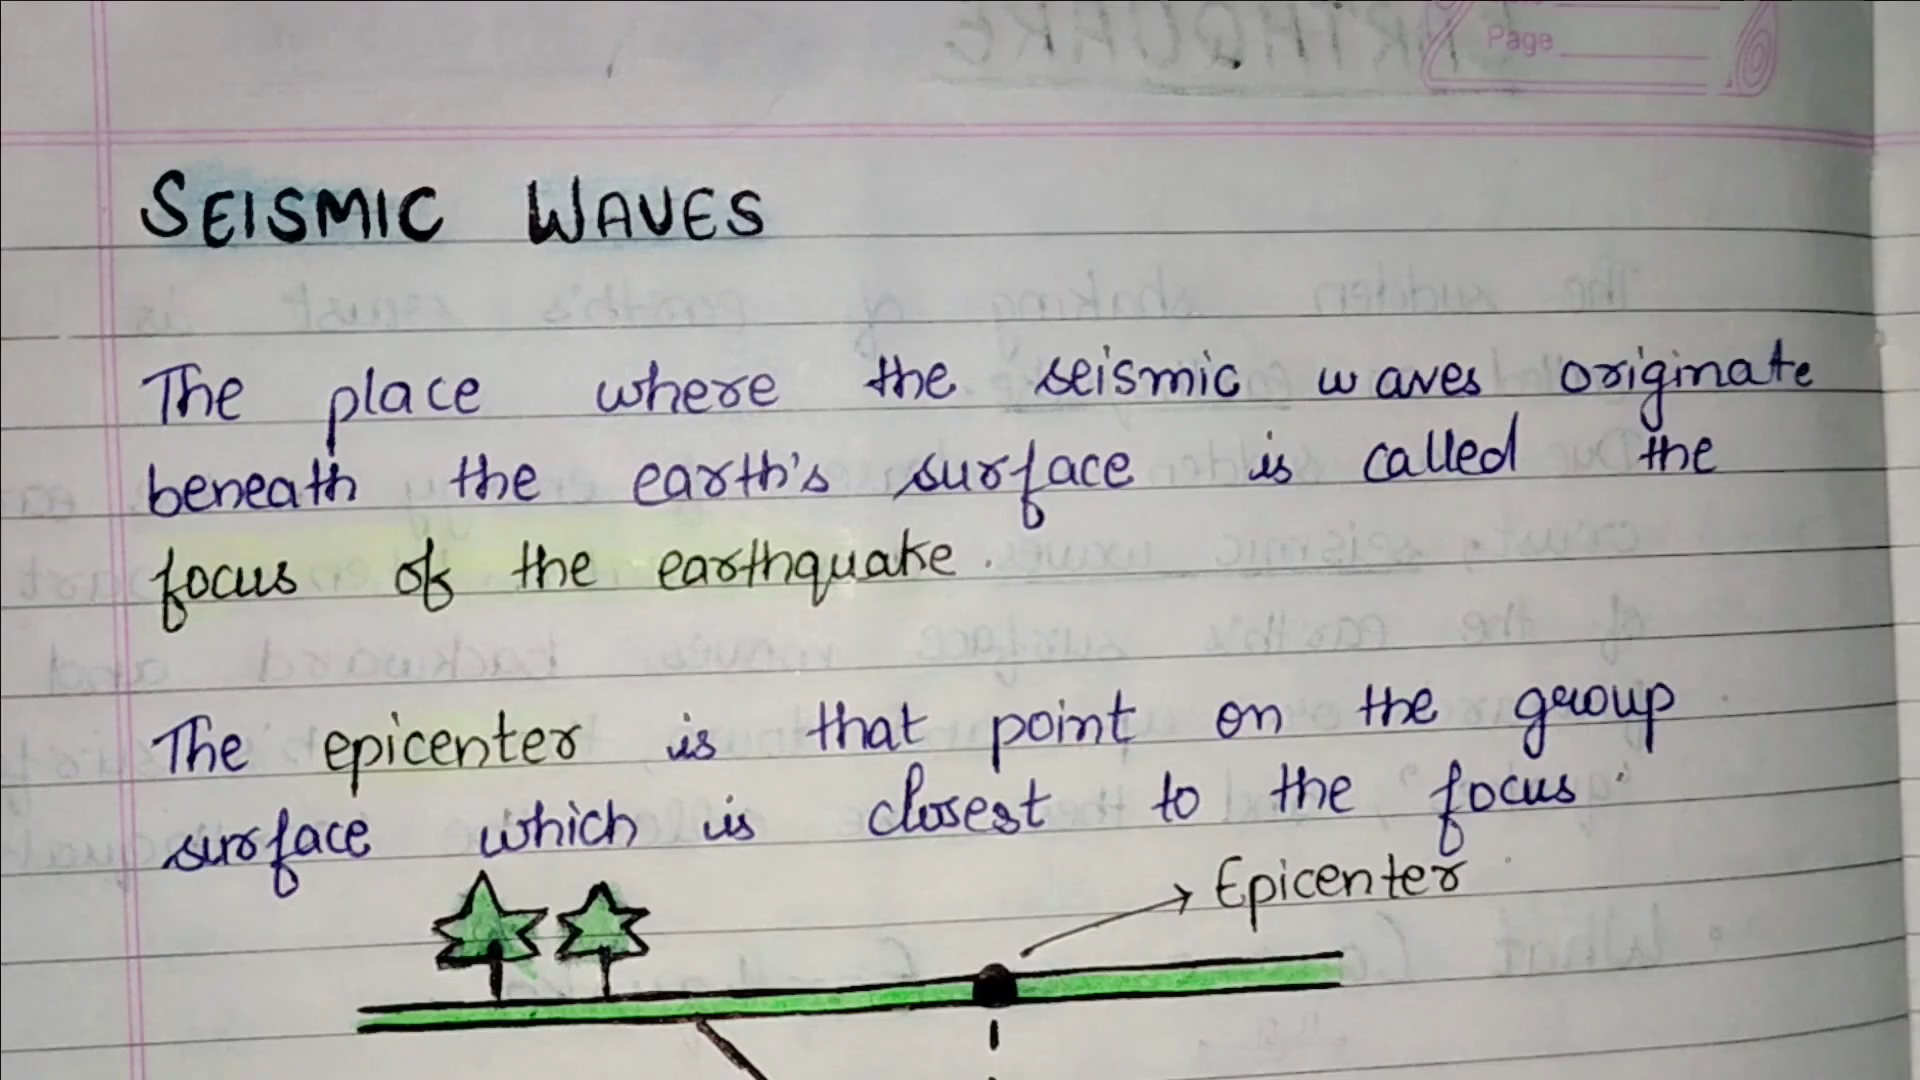 Page
SEISMIC WAVES
The place where the seismic waves originate
beneath the earth's surface is called the
focus of the earthquake.
The epicenter is that point on the group
surface which is closest to the focus.
Epicenter